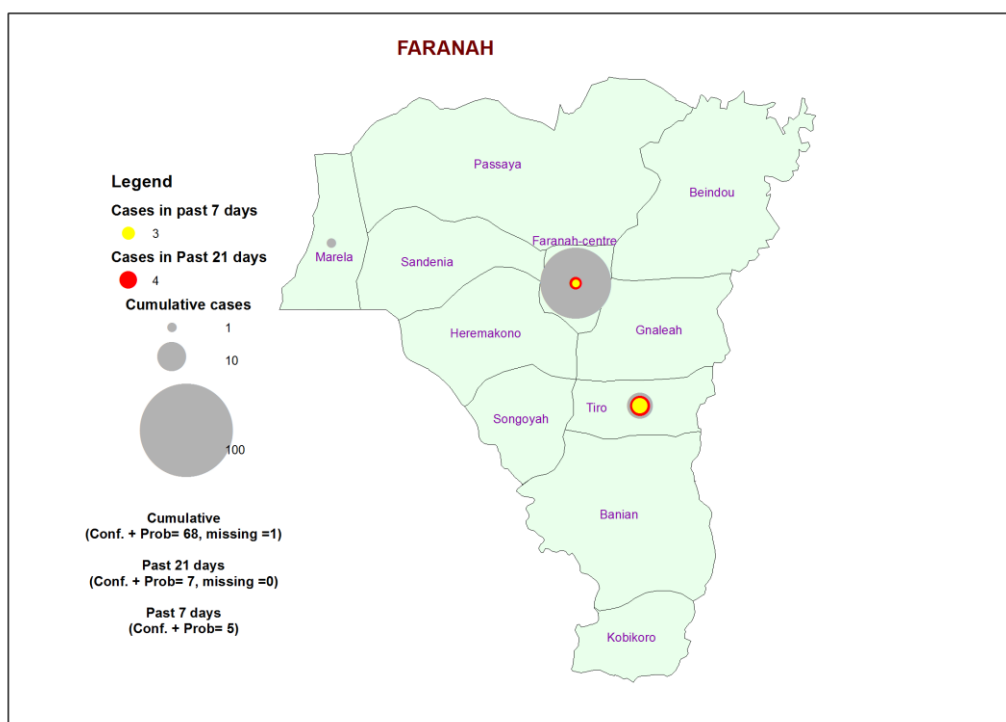 FARANAH
Passaya
Beindou
Legend
Cases in past 7 days
3
Faranah-centre
Marela
Sandenia
Cases in Past 21 days
4
Cumulative cases
1
Heremakono
Gnaleah
10
Tiro
Songoyah
100
Banian
Cumulative
(Conf. + Prob= 68, missing =1)
Past 21 days
(Conf. + Prob= 7, missing =0)
Past 7 days
(Conf. + Prob= 5)
Kobikoro